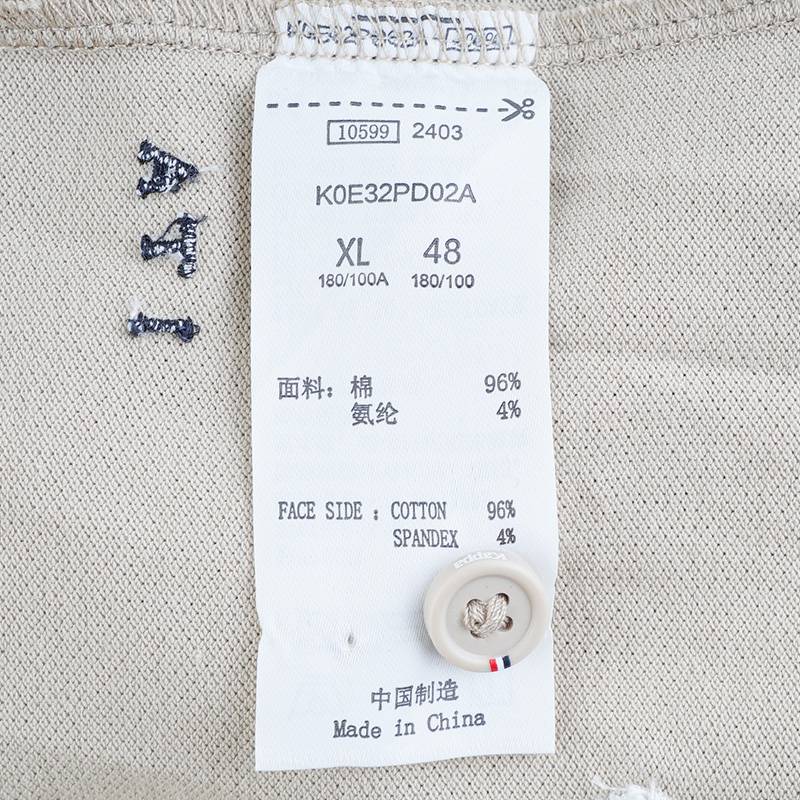 10599 2403
K0E32PD02A
XL 48
180/100A 180/100
面料：棉 96%
氨纶 4%
FACE SIDE : COTTON 96%
SPANDEX 4%
Kappa
中国制造
Made in China
A
T
I